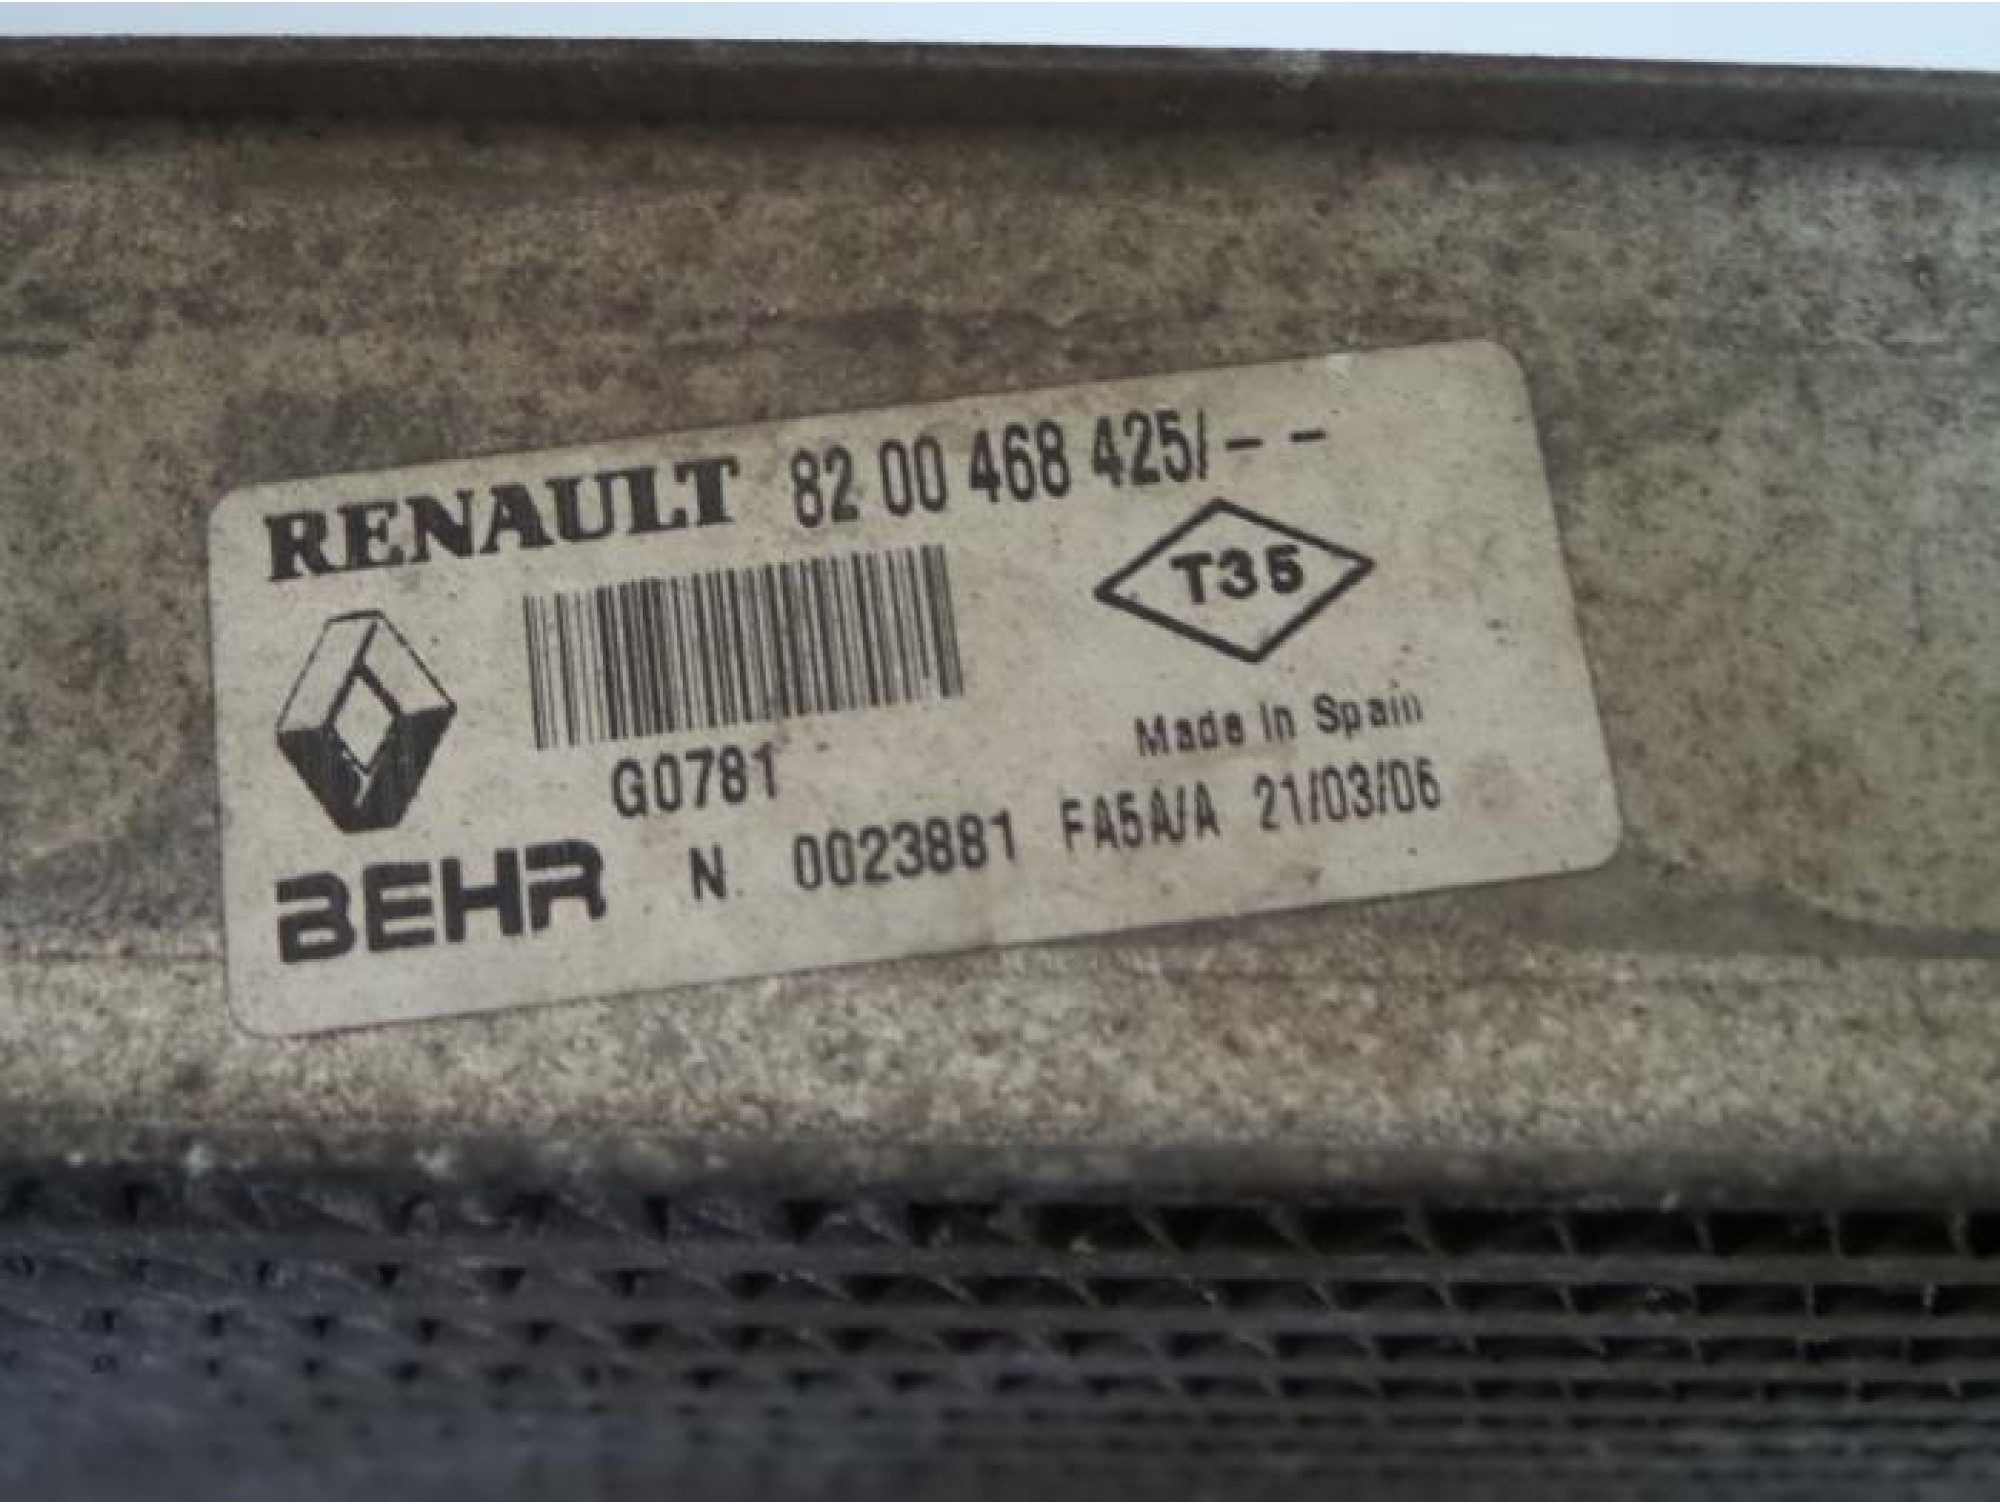 RENAULT 82 00 468 425/--
T35
G0781
Made in Spain
BEHR N. 0023881 FA5A/A 21/03/06